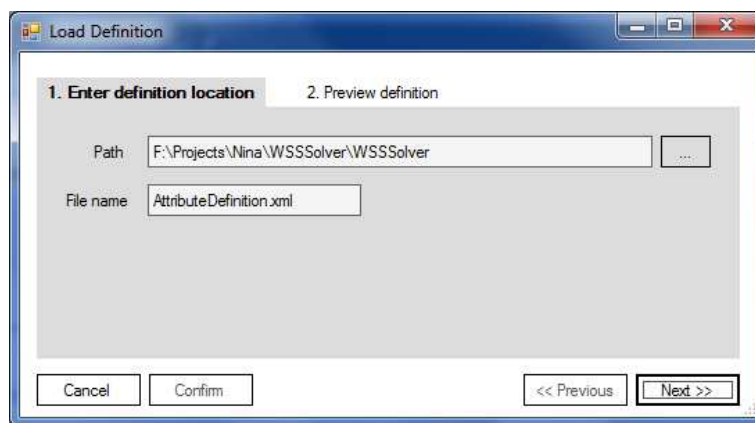 Load Definition
1. Enter definition location 2. Preview definition
Path F:\Projects\Nina\WSSSolver\WSSSolver ...
File name AttributeDefinition.xml
Cancel Confirm << Previous Next >>